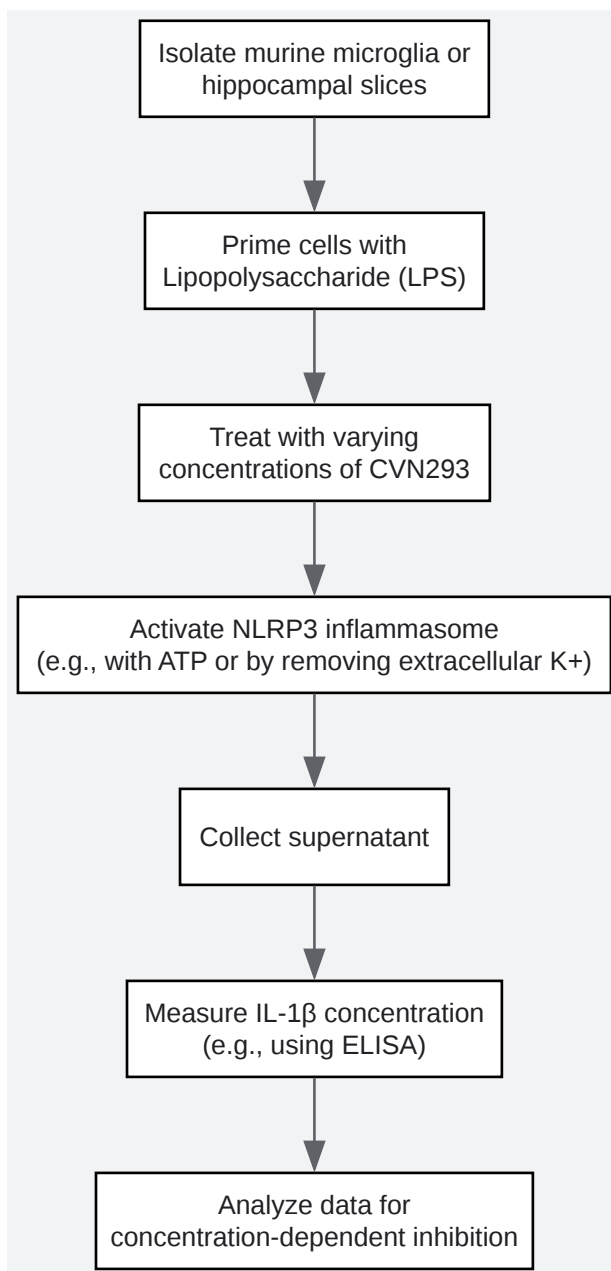 Isolate murine microglia or
hippocampal slices
Prime cells with
Lipopolysaccharide (LPS)
Treat with varying
concentrations of CVN293
Activate NLRP3 inflammasome
(e.g., with ATP or by removing extracellular K+)
Collect supernatant
Measure IL-1β concentration
(e.g., using ELISA)
Analyze data for
concentration-dependent inhibition